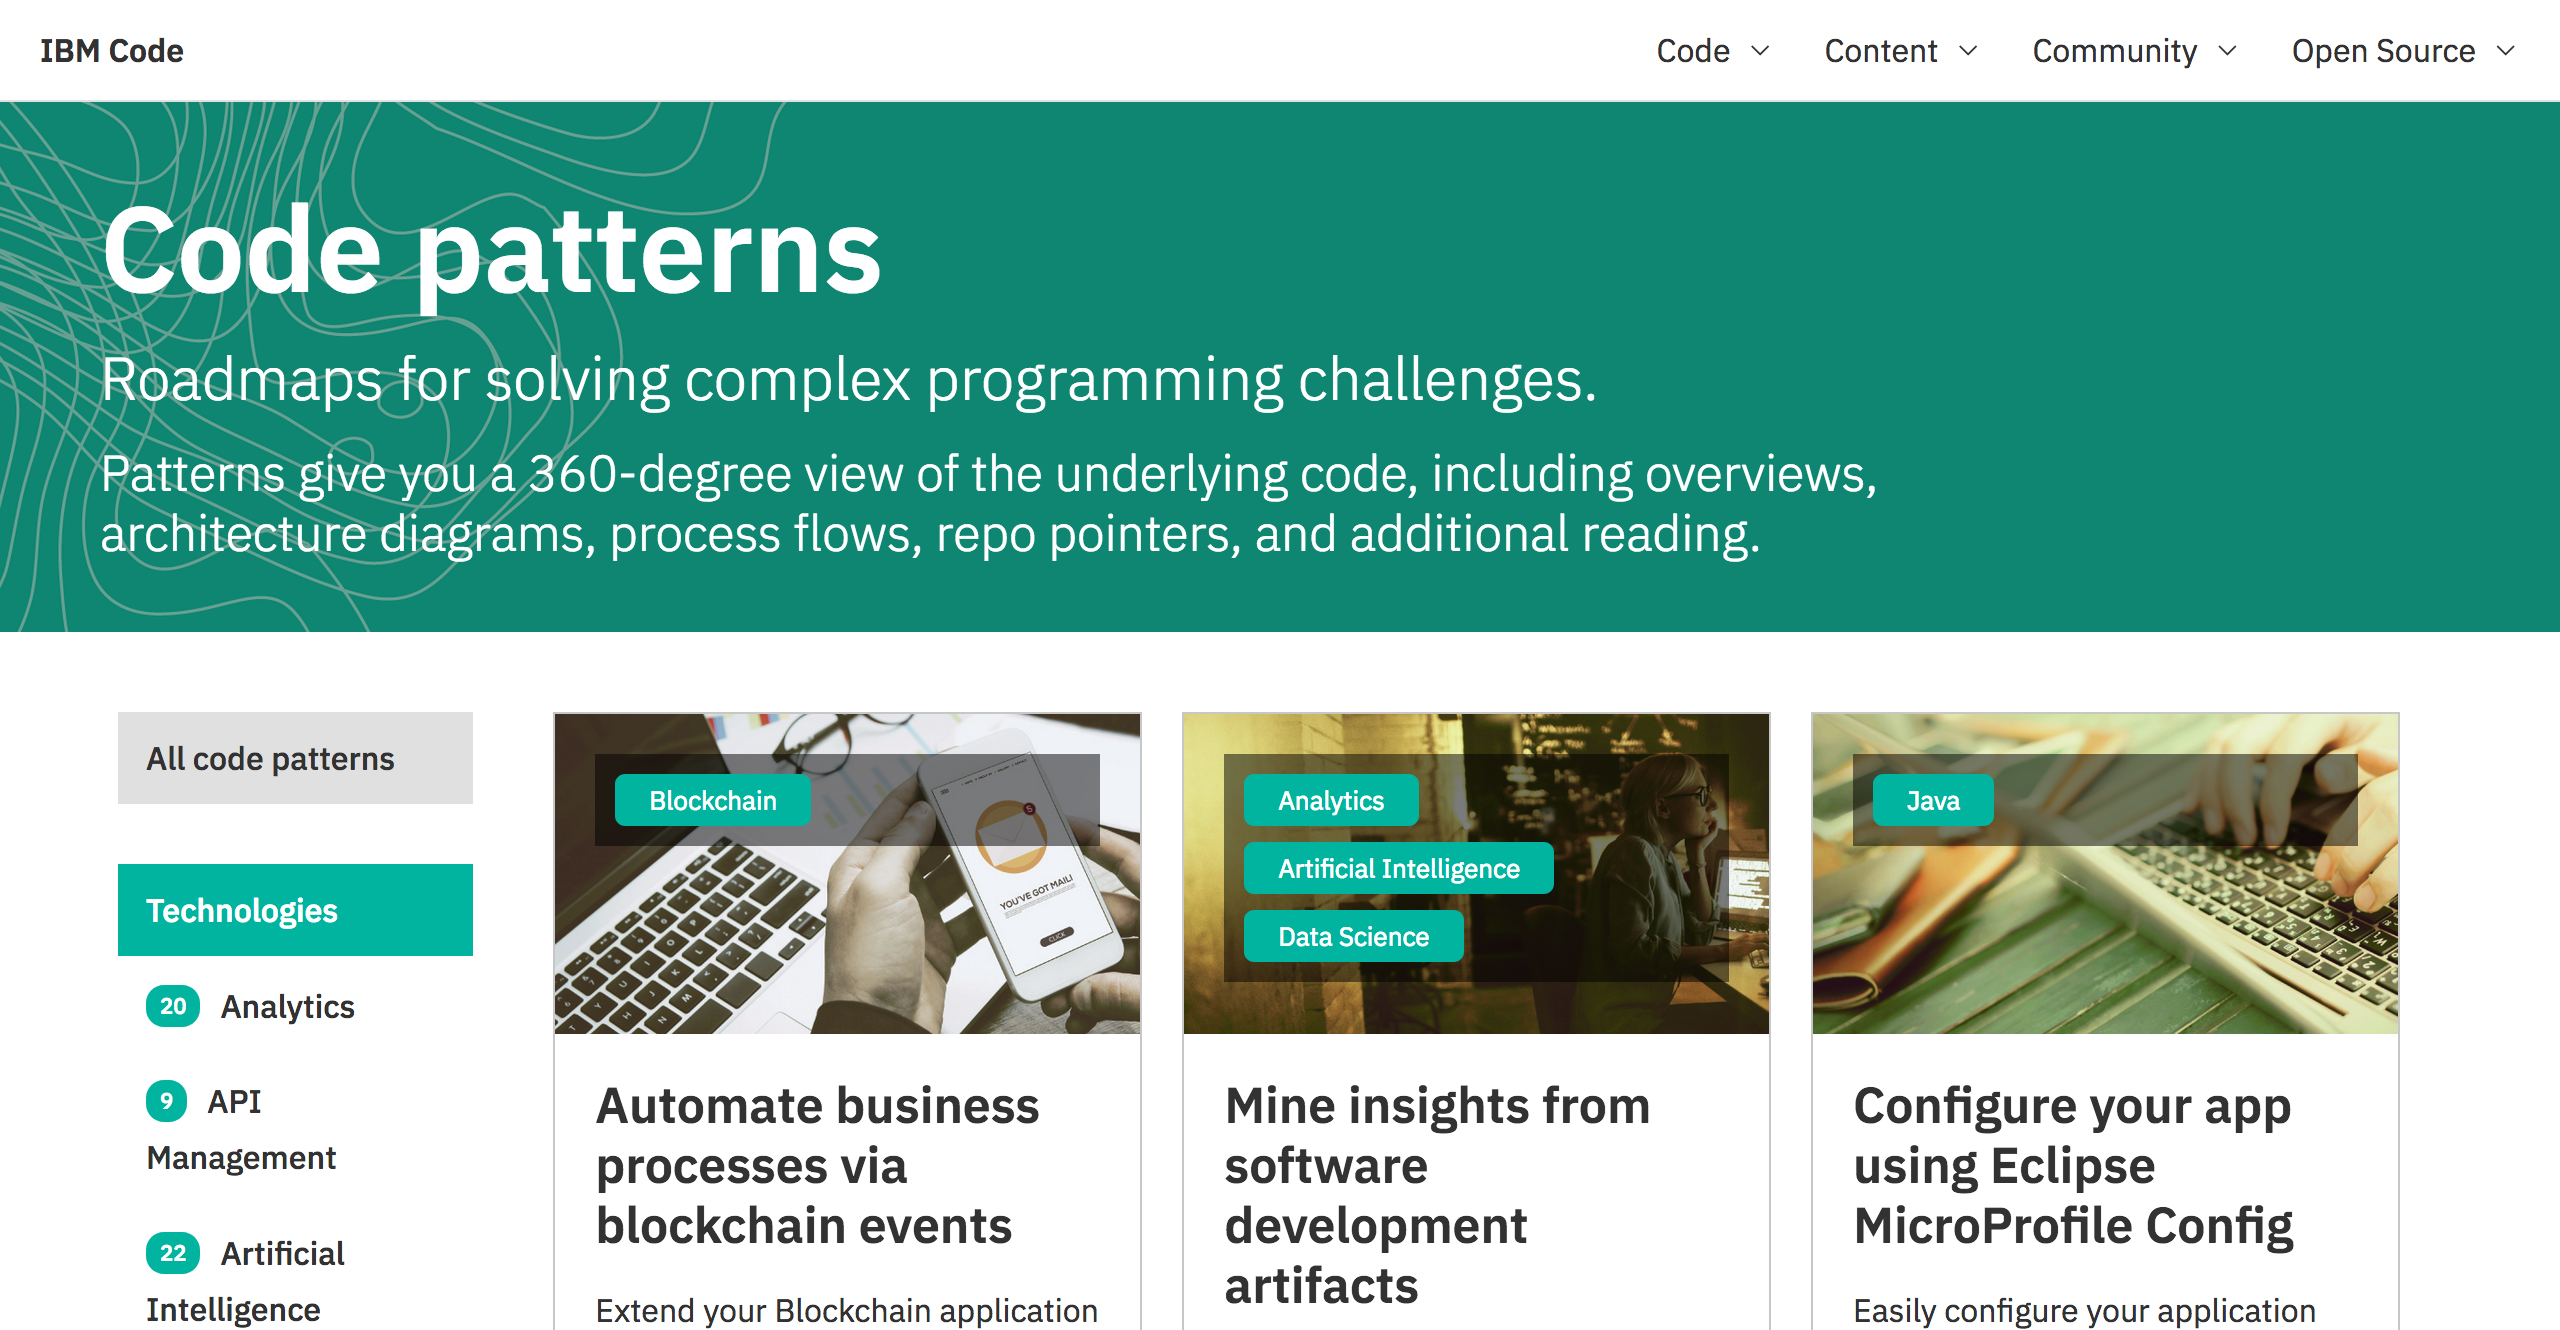 IBM Code
Code
Content
Community
Open Source
Code patterns
Roadmaps for solving complex programming challenges.
Patterns give you a 360-degree view of the underlying code, including overviews,
architecture diagrams, process flows, repo pointers, and additional reading.
All code patterns
Technologies
20 Analytics
9 API
Management
22 Artificial
Intelligence
Blockchain
YOU'VE GOT MAIL!
CLICK
Automate business
processes via
blockchain events
Extend your Blockchain application
Analytics
Artificial Intelligence
Data Science
Mine insights from
software
development
artifacts
Java
Configure your app
using Eclipse
MicroProfile Config
Easily configure your application